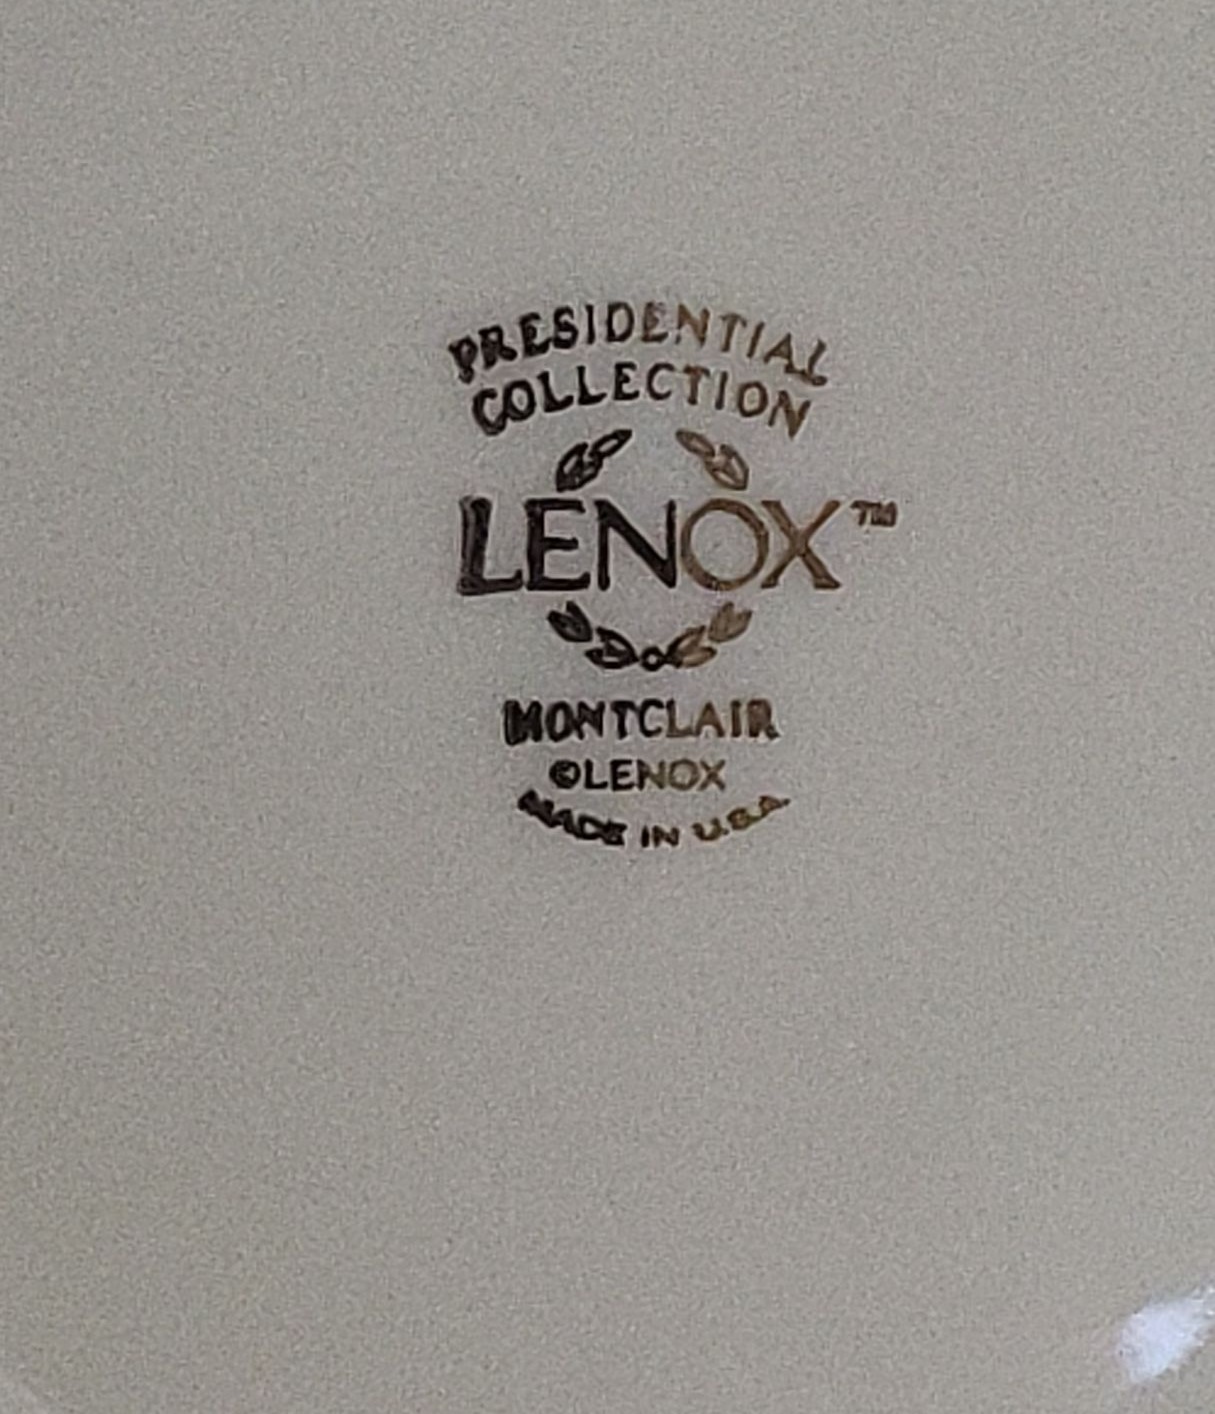 PRESIDENTIAL
COLLECTION
LENOX™
MONTCLAIR
©LENOX
MADE IN U.S.A.